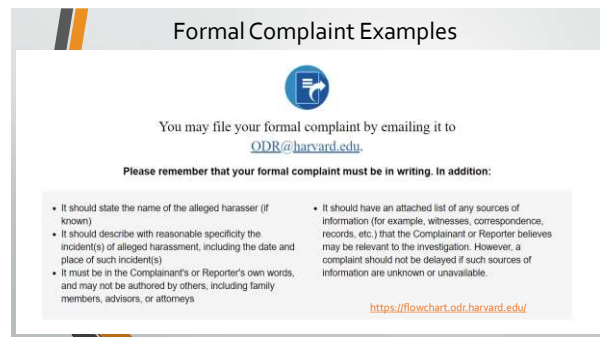 Formal Complaint Examples
You may file your formal complaint by emailing it to
ODR@harvard.edu.
Please remember that your formal complaint must be in writing. In addition:
• It should state the name of the alleged harasser (if
known)
• It should describe with reasonable specificity the
incident(s) of alleged harassment, including the date and
place of such incident(s)
• It must be in the Complainant's or Reporter's own words,
and may not be authored by others, including family
members, advisors, or attorneys
• It should have an attached list of any sources of
information (for example, witnesses, correspondence,
records, etc.) that the Complainant or Reporter believes
may be relevant to the investigation. However, a
complaint should not be delayed if such sources of
information are unknown or unavailable.
https://flowchart.odr.harvard.edu/